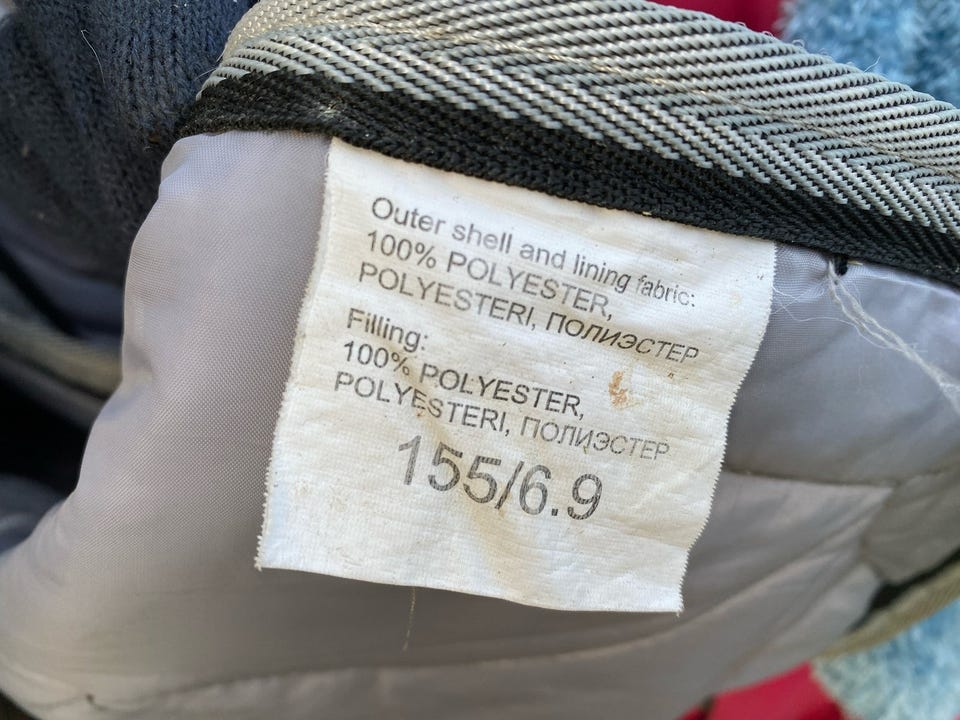 Outer shell and lining fabric:
100% POLYESTER,
POLYESTERI, ПОЛИЭСТЕР
Filling:
100% POLYESTER,
POLYESTERI, ПОЛИЭСТЕР
155/6.9